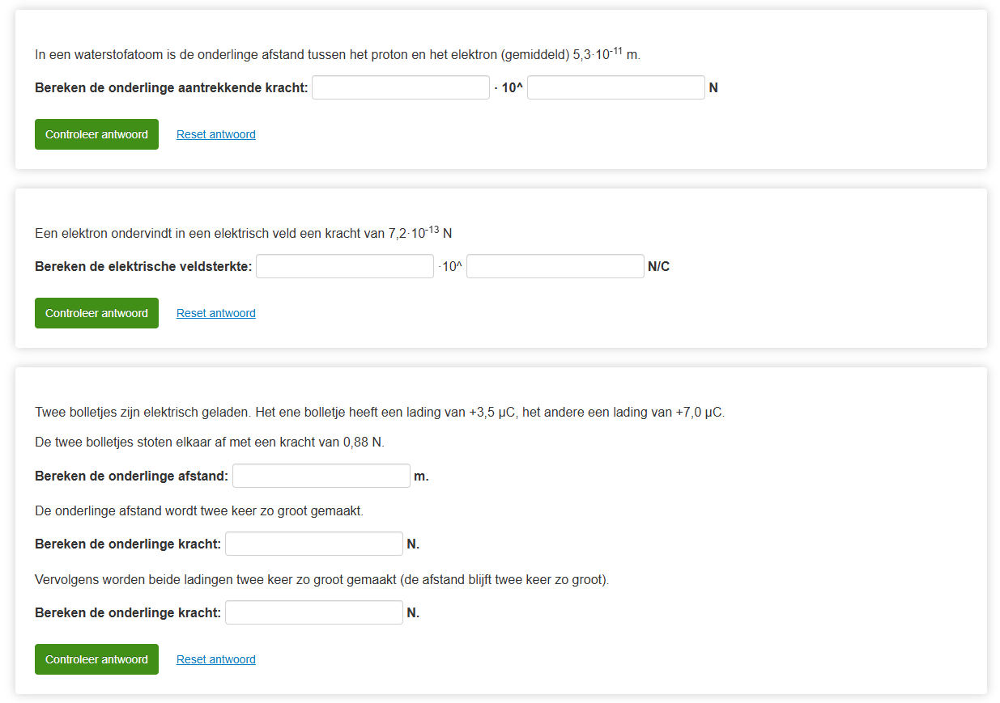 In een waterstofatoom is de onderlinge afstand tussen het proton en het elektron (gemiddeld) 5,3·10⁻¹¹ m.
Bereken de onderlinge aantrekkende kracht: · 10^ N
Controleer antwoord Reset antwoord
Een elektron ondervindt in een elektrisch veld een kracht van 7,2·10⁻¹³ N
Bereken de elektrische veldsterkte: ·10^ N/C
Controleer antwoord Reset antwoord
Twee bolletjes zijn elektrisch geladen. Het ene bolletje heeft een lading van +3,5 µC, het andere een lading van +7,0 µC.
De twee bolletjes stoten elkaar af met een kracht van 0,88 N.
Bereken de onderlinge afstand: m.
De onderlinge afstand wordt twee keer zo groot gemaakt.
Bereken de onderlinge kracht: N.
Vervolgens worden beide ladingen twee keer zo groot gemaakt (de afstand blijft twee keer zo groot).
Bereken de onderlinge kracht: N.
Controleer antwoord Reset antwoord